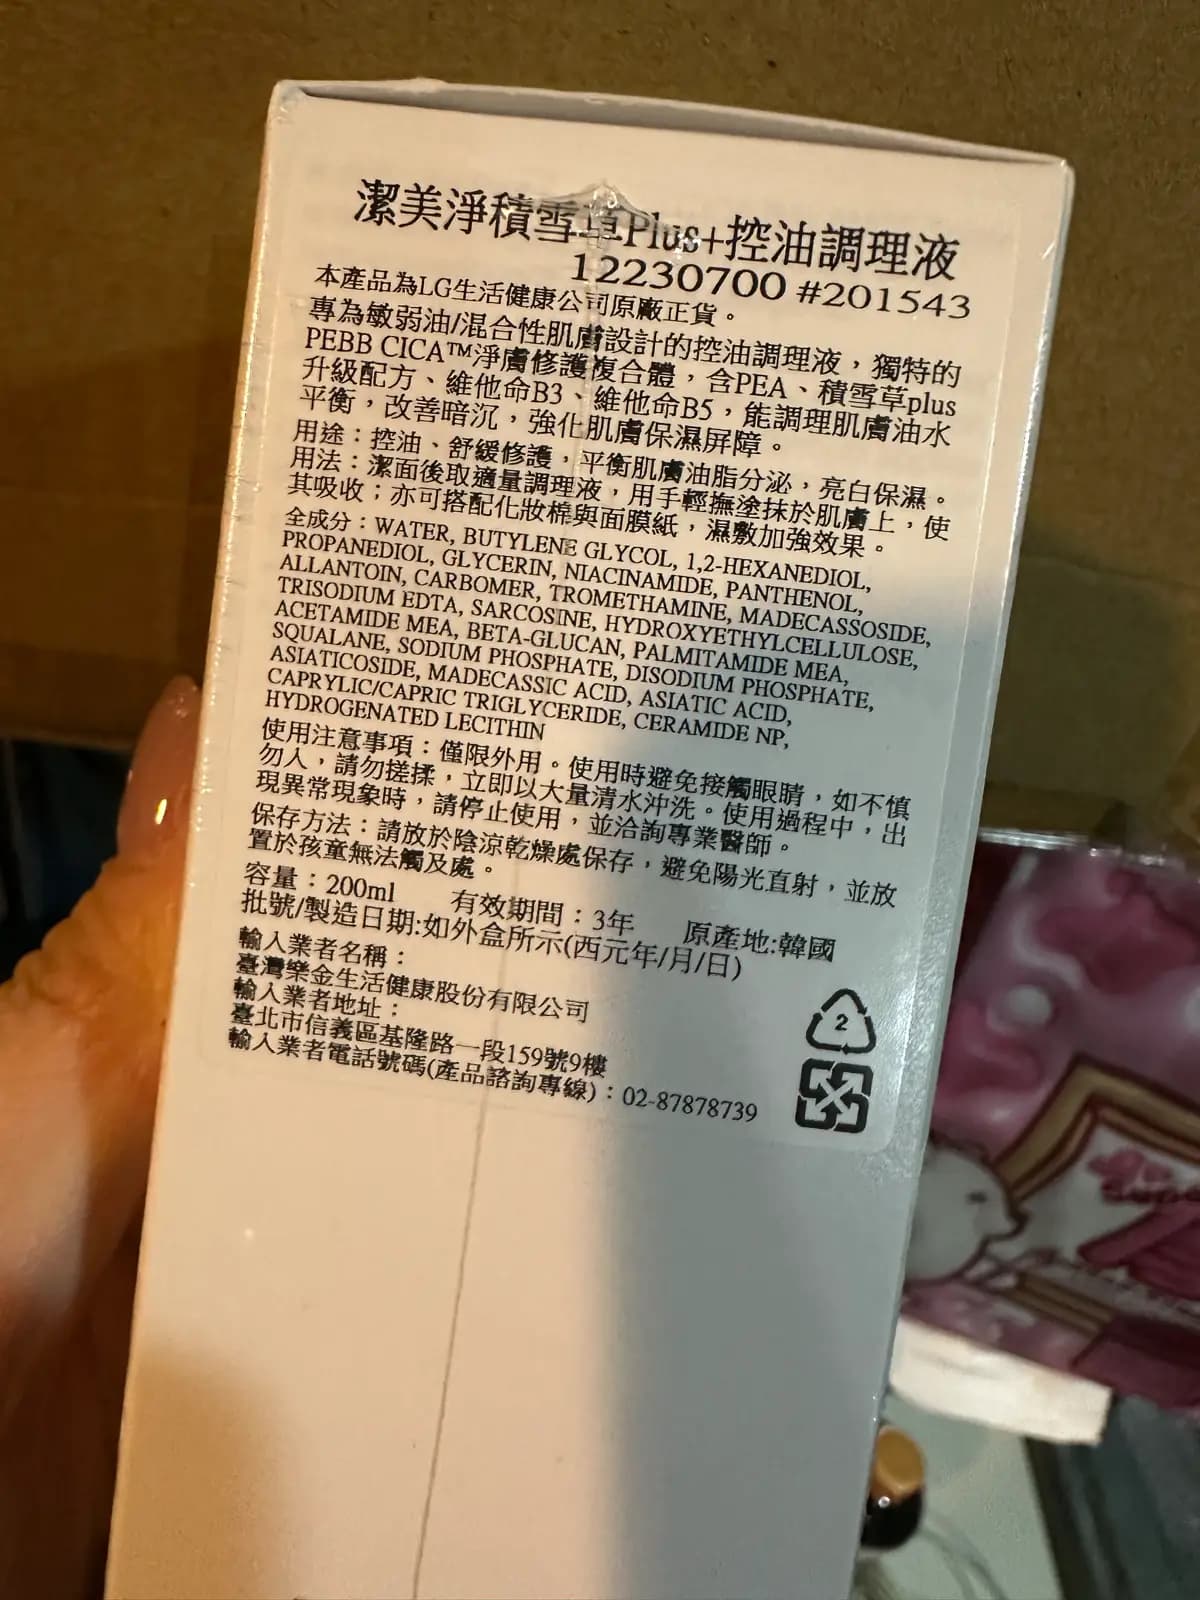 潔美淨積雪草Plus+控油調理液
12230700 #201543
本產品為LG生活健康公司原廠正貨。
專為敏弱油/混合性肌膚設計的控油調理液，獨特的
PEBB CICA™淨膚修護複合體，含PEA、積雪草plus
升級配方、維他命B3、維他命B5，能調理肌膚油水
平衡，改善暗沉，強化肌膚保濕屏障。
用途：控油、舒緩修護，平衡肌膚油脂分泌，亮白保濕。
用法：潔面後取適量調理液，用手輕撫塗抹於肌膚上，使
其吸收；亦可搭配化妝棉與面膜紙，濕敷加強效果。
全成分：WATER, BUTYLENE GLYCOL, 1,2-HEXANEDIOL,
PROPANEDIOL, GLYCERIN, NIACINAMIDE, PANTHENOL,
ALLANTOIN, CARBOMER, TROMETHAMINE, MADECASSOSIDE,
TRISODIUM EDTA, SARCOSINE, HYDROXYETHYLCELLULOSE,
ACETAMIDE MEA, BETA-GLUCAN, PALMITAMIDE MEA,
SQUALANE, SODIUM PHOSPHATE, DISODIUM PHOSPHATE,
ASIATICOSIDE, MADECASSIC ACID, ASIATIC ACID,
CAPRYLIC/CAPRIC TRIGLYCERIDE, CERAMIDE NP,
HYDROGENATED LECITHIN
使用注意事項：僅限外用。使用時避免接觸眼睛，如不慎
勿入，請勿搓揉，立即以大量清水沖洗。使用過程中，出
現異常現象時，請停止使用，並洽詢專業醫師。
保存方法：請放於陰涼乾燥處保存，避免陽光直射，並放
置於孩童無法觸及處。
容量：200ml 有效期間：3年 原產地:韓國
批號/製造日期:如外盒所示(西元年/月/日)
輸入業者名稱：
臺灣樂金生活健康股份有限公司
輸入業者地址：
臺北市信義區基隆路一段159號9樓
輸入業者電話號碼(產品諮詢專線)：02-87878739
2